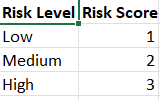 Risk Level Risk Score
Low 1
Medium 2
High 3